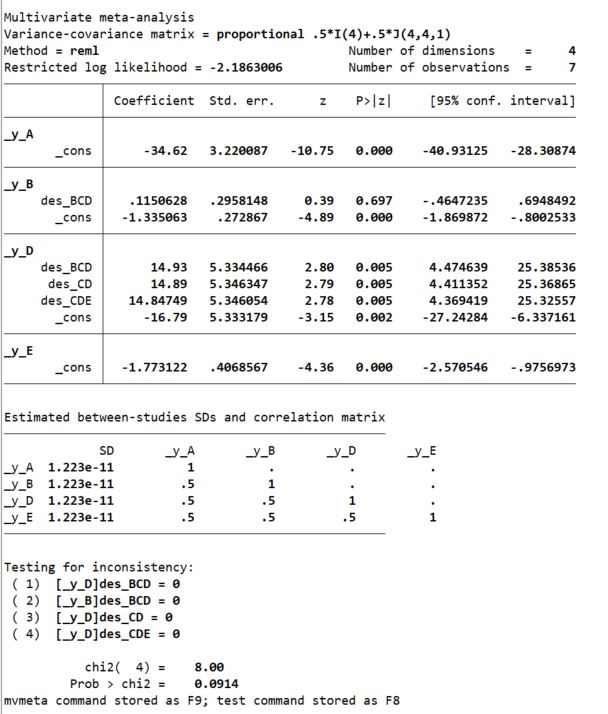 Multivariate meta-analysis
Variance-covariance matrix = proportional .5*I(4)+.5*J(4,4,1)
Method = reml Number of dimensions = 4
Restricted log likelihood = -2.1863006 Number of observations = 7
Coefficient Std. err. z P>|z| [95% conf. interval]
_y_A
_cons -34.62 3.220087 -10.75 0.000 -40.93125 -28.30874
_y_B
des_BCD .1150628 .2958148 0.39 0.697 -.4647235 .6948492
_cons -1.335063 .272867 -4.89 0.000 -1.869872 -.8002533
_y_D
des_BCD 14.93 5.334466 2.80 0.005 4.474639 25.38536
des_CD 14.89 5.346347 2.79 0.005 4.411352 25.36865
des_CDE 14.84749 5.346054 2.78 0.005 4.369419 25.32557
_cons -16.79 5.333179 -3.15 0.002 -27.24284 -6.337161
_y_E
_cons -1.773122 .4068567 -4.36 0.000 -2.570546 -.9756973
Estimated between-studies SDs and correlation matrix
SD _y_A _y_B _y_D _y_E
_y_A 1.223e-11 1 . . .
_y_B 1.223e-11 .5 1 . .
_y_D 1.223e-11 .5 .5 1 .
_y_E 1.223e-11 .5 .5 .5 1
Testing for inconsistency:
( 1) [_y_D]des_BCD = 0
( 2) [_y_B]des_BCD = 0
( 3) [_y_D]des_CD = 0
( 4) [_y_D]des_CDE = 0
chi2( 4) = 8.00
Prob > chi2 = 0.0914
mvmeta command stored as F9; test command stored as F8